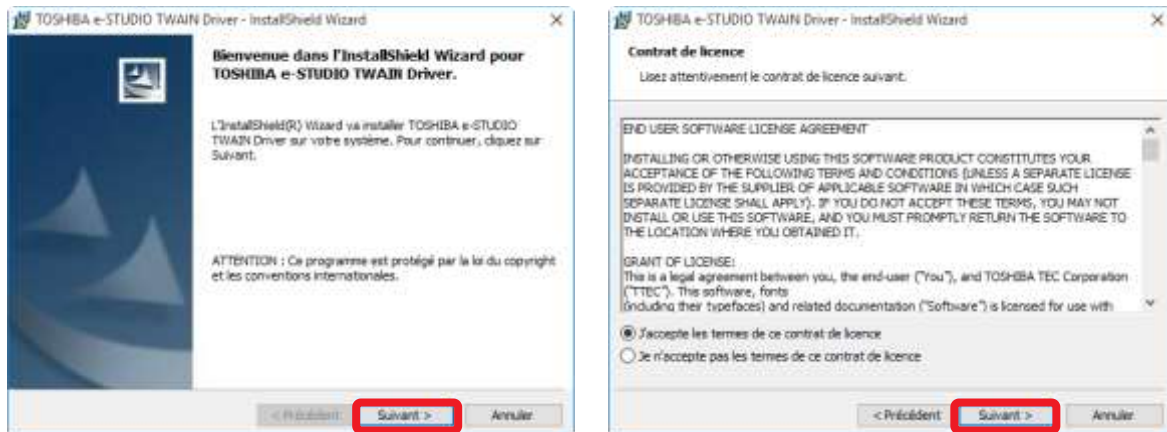 TOSHIBA e-STUDIO TWAIN Driver - InstallShield Wizard
Bienvenue dans l'InstallShield Wizard pour
TOSHIBA e-STUDIO TWAIN Driver.
L'InstallShield(R) Wizard va installer TOSHIBA e-STUDIO
TWAIN Driver sur votre système. Pour continuer, cliquez sur
Suivant.
ATTENTION : Ce programme est protégé par la loi du copyright
et les conventions internationales.
< Précédent
Suivant >
Annuler
TOSHIBA e-STUDIO TWAIN Driver - InstallShield Wizard
Contrat de licence
Lisez attentivement le contrat de licence suivant.
END USER SOFTWARE LICENSE AGREEMENT
INSTALLING OR OTHERWISE USING THIS SOFTWARE PRODUCT CONSTITUTES YOUR
ACCEPTANCE OF THE FOLLOWING TERMS AND CONDITIONS (UNLESS A SEPARATE LICENSE
IS PROVIDED BY THE SUPPLIER OF APPLICABLE SOFTWARE IN WHICH CASE SUCH
SEPARATE LICENSE SHALL APPLY). IF YOU DO NOT ACCEPT THESE TERMS, YOU MAY NOT
INSTALL OR USE THIS SOFTWARE, AND YOU MUST PROMPTLY RETURN THE SOFTWARE TO
THE LOCATION WHERE YOU OBTAINED IT.
GRANT OF LICENSE:
This is a legal agreement between you, the end-user ("You"), and TOSHIBA TEC Corporation
("TTEC"). This software, fonts
(including their typefaces) and related documentation ("Software") is licensed for use with
J'accepte les termes de ce contrat de licence
Je n'accepte pas les termes de ce contrat de licence
< Précédent
Suivant >
Annuler